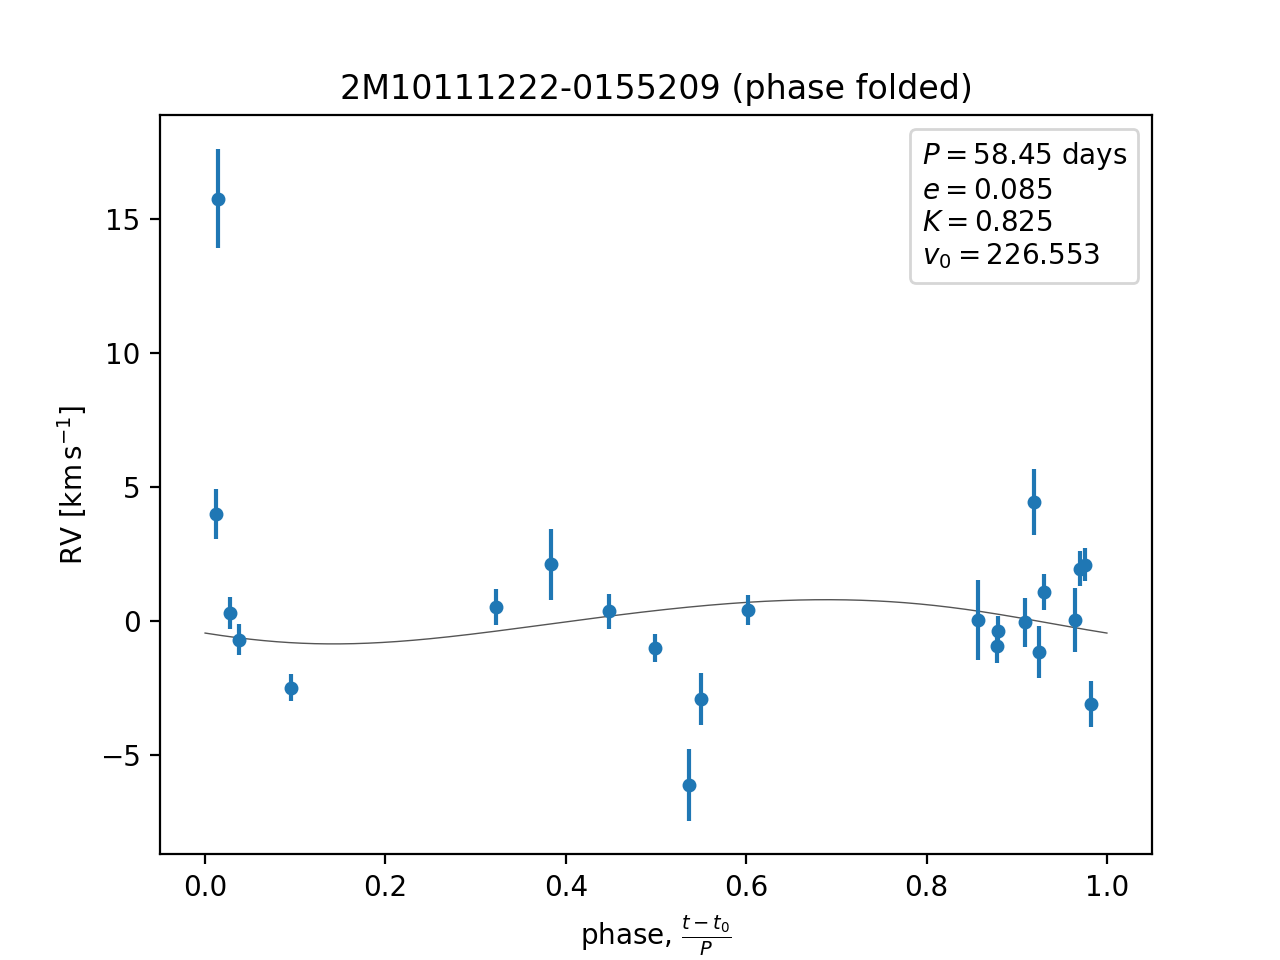 2M10111222-0155209 (phase folded)
P = 58.45 days
e = 0.085
K = 0.825
v₀ = 226.553
15
10
5
0
−5
RV [km s⁻¹]
0.0 0.2 0.4 0.6 0.8 1.0
phase, (t − t₀)/P